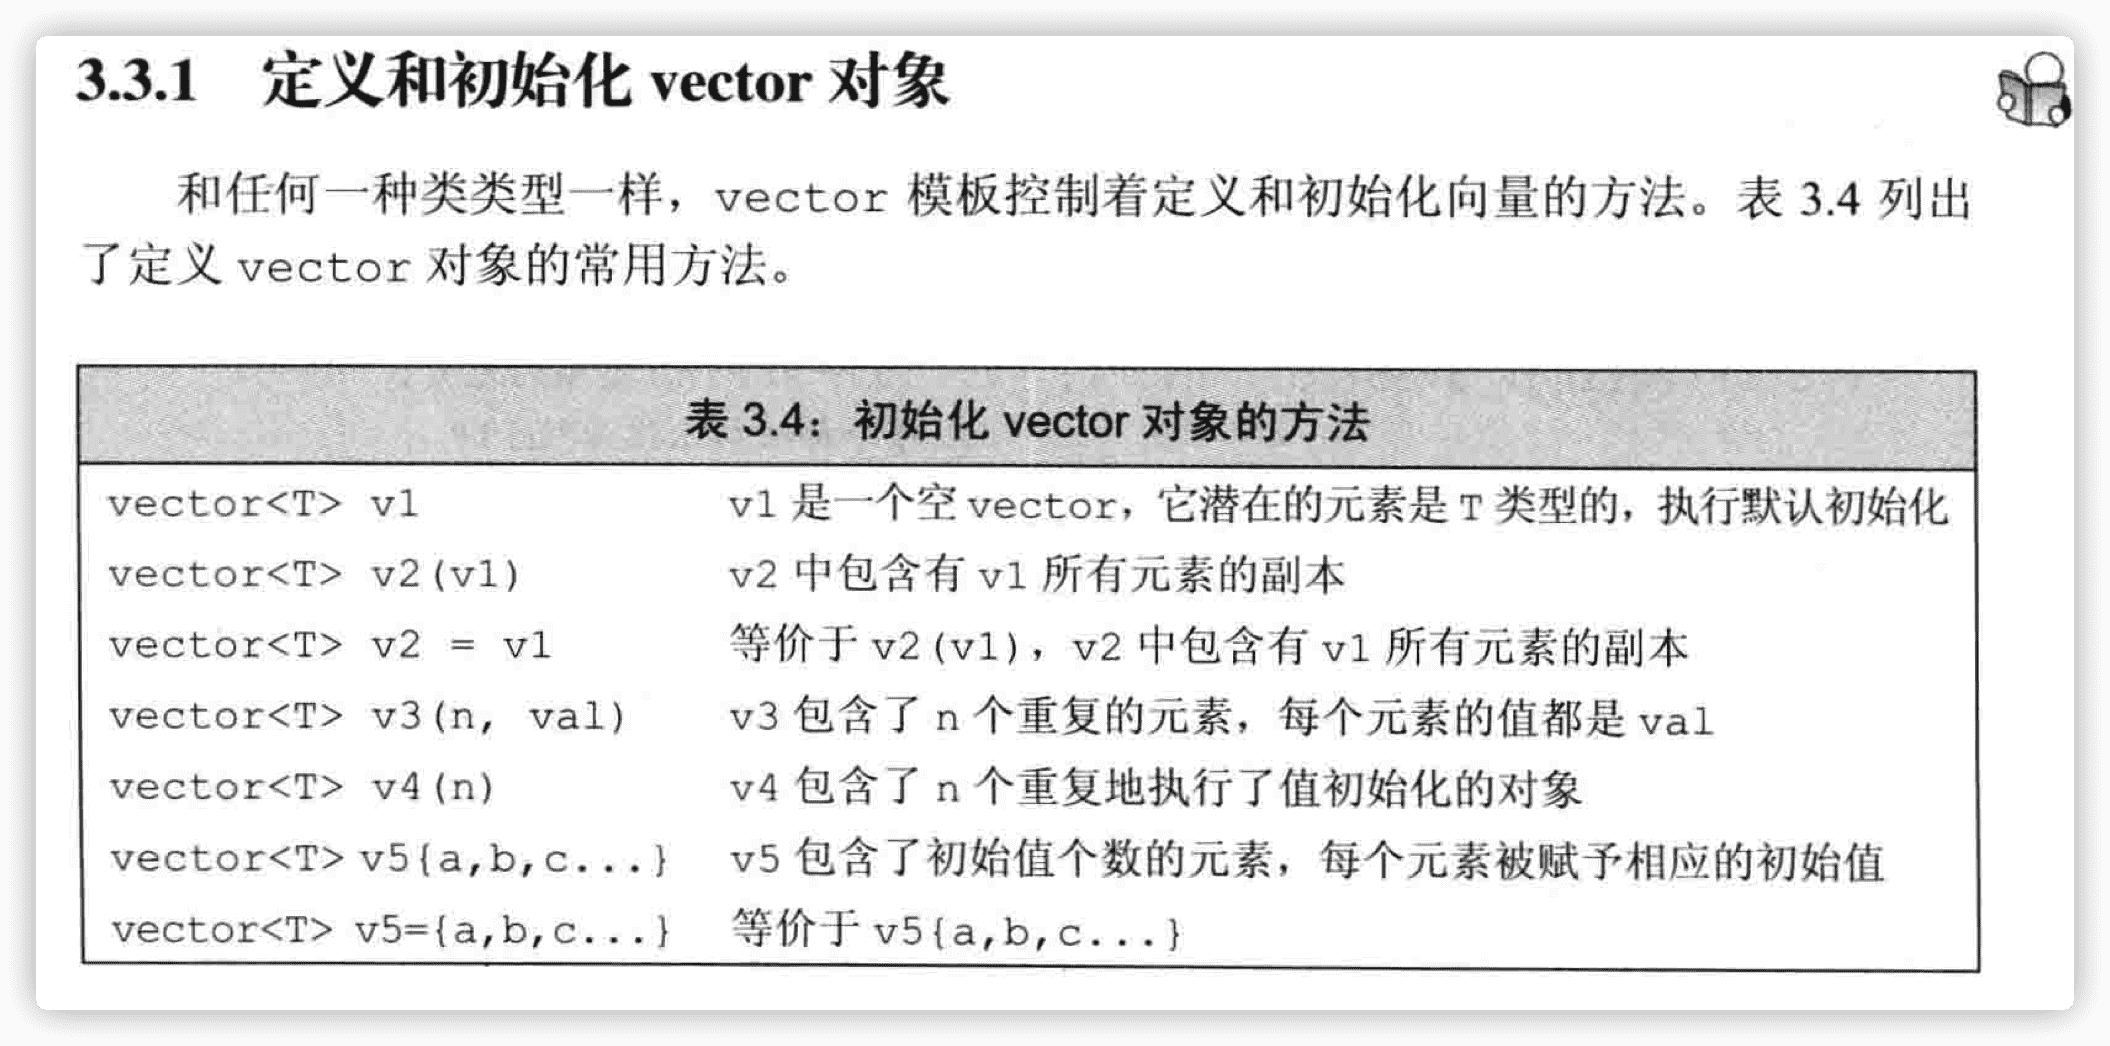 3.3.1 定义和初始化 vector 对象
和任何一种类类型一样，vector 模板控制着定义和初始化向量的方法。表 3.4 列出
了定义 vector 对象的常用方法。
表 3.4：初始化 vector 对象的方法
vector<T> v1 v1 是一个空 vector，它潜在的元素是 T 类型的，执行默认初始化
vector<T> v2(v1) v2 中包含有 v1 所有元素的副本
vector<T> v2 = v1 等价于 v2(v1)，v2 中包含有 v1 所有元素的副本
vector<T> v3(n, val) v3 包含了 n 个重复的元素，每个元素的值都是 val
vector<T> v4(n) v4 包含了 n 个重复地执行了值初始化的对象
vector<T> v5{a,b,c...} v5 包含了初始值个数的元素，每个元素被赋予相应的初始值
vector<T> v5={a,b,c...} 等价于 v5{a,b,c...}